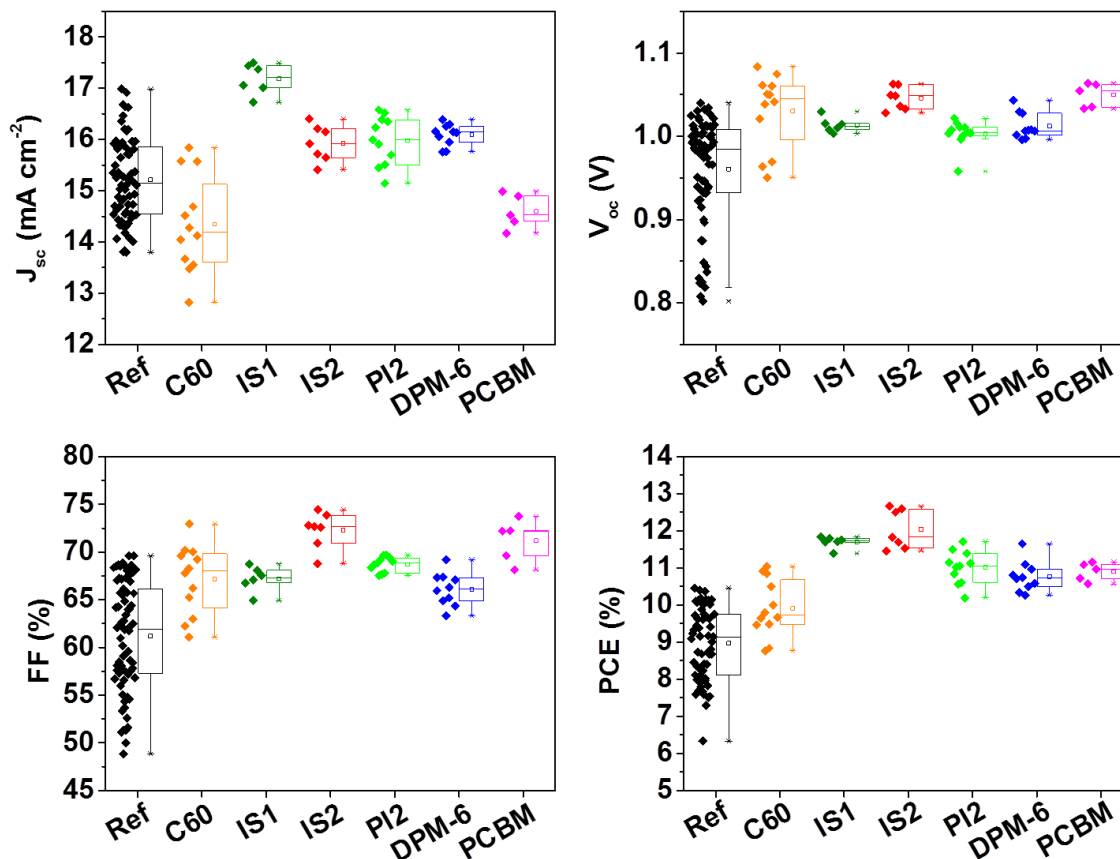 18
17
16
15
14
13
12
J_sc (mA cm⁻²)
Ref
C60
IS1
IS2
PI2
DPM-6
PCBM
1.1
1.0
0.9
0.8
V_oc (V)
Ref
C60
IS1
IS2
PI2
DPM-6
PCBM
80
75
70
65
60
55
50
45
FF (%)
Ref
C60
IS1
IS2
PI2
DPM-6
PCBM
14
13
12
11
10
9
8
7
6
5
PCE (%)
Ref
C60
IS1
IS2
PI2
DPM-6
PCBM